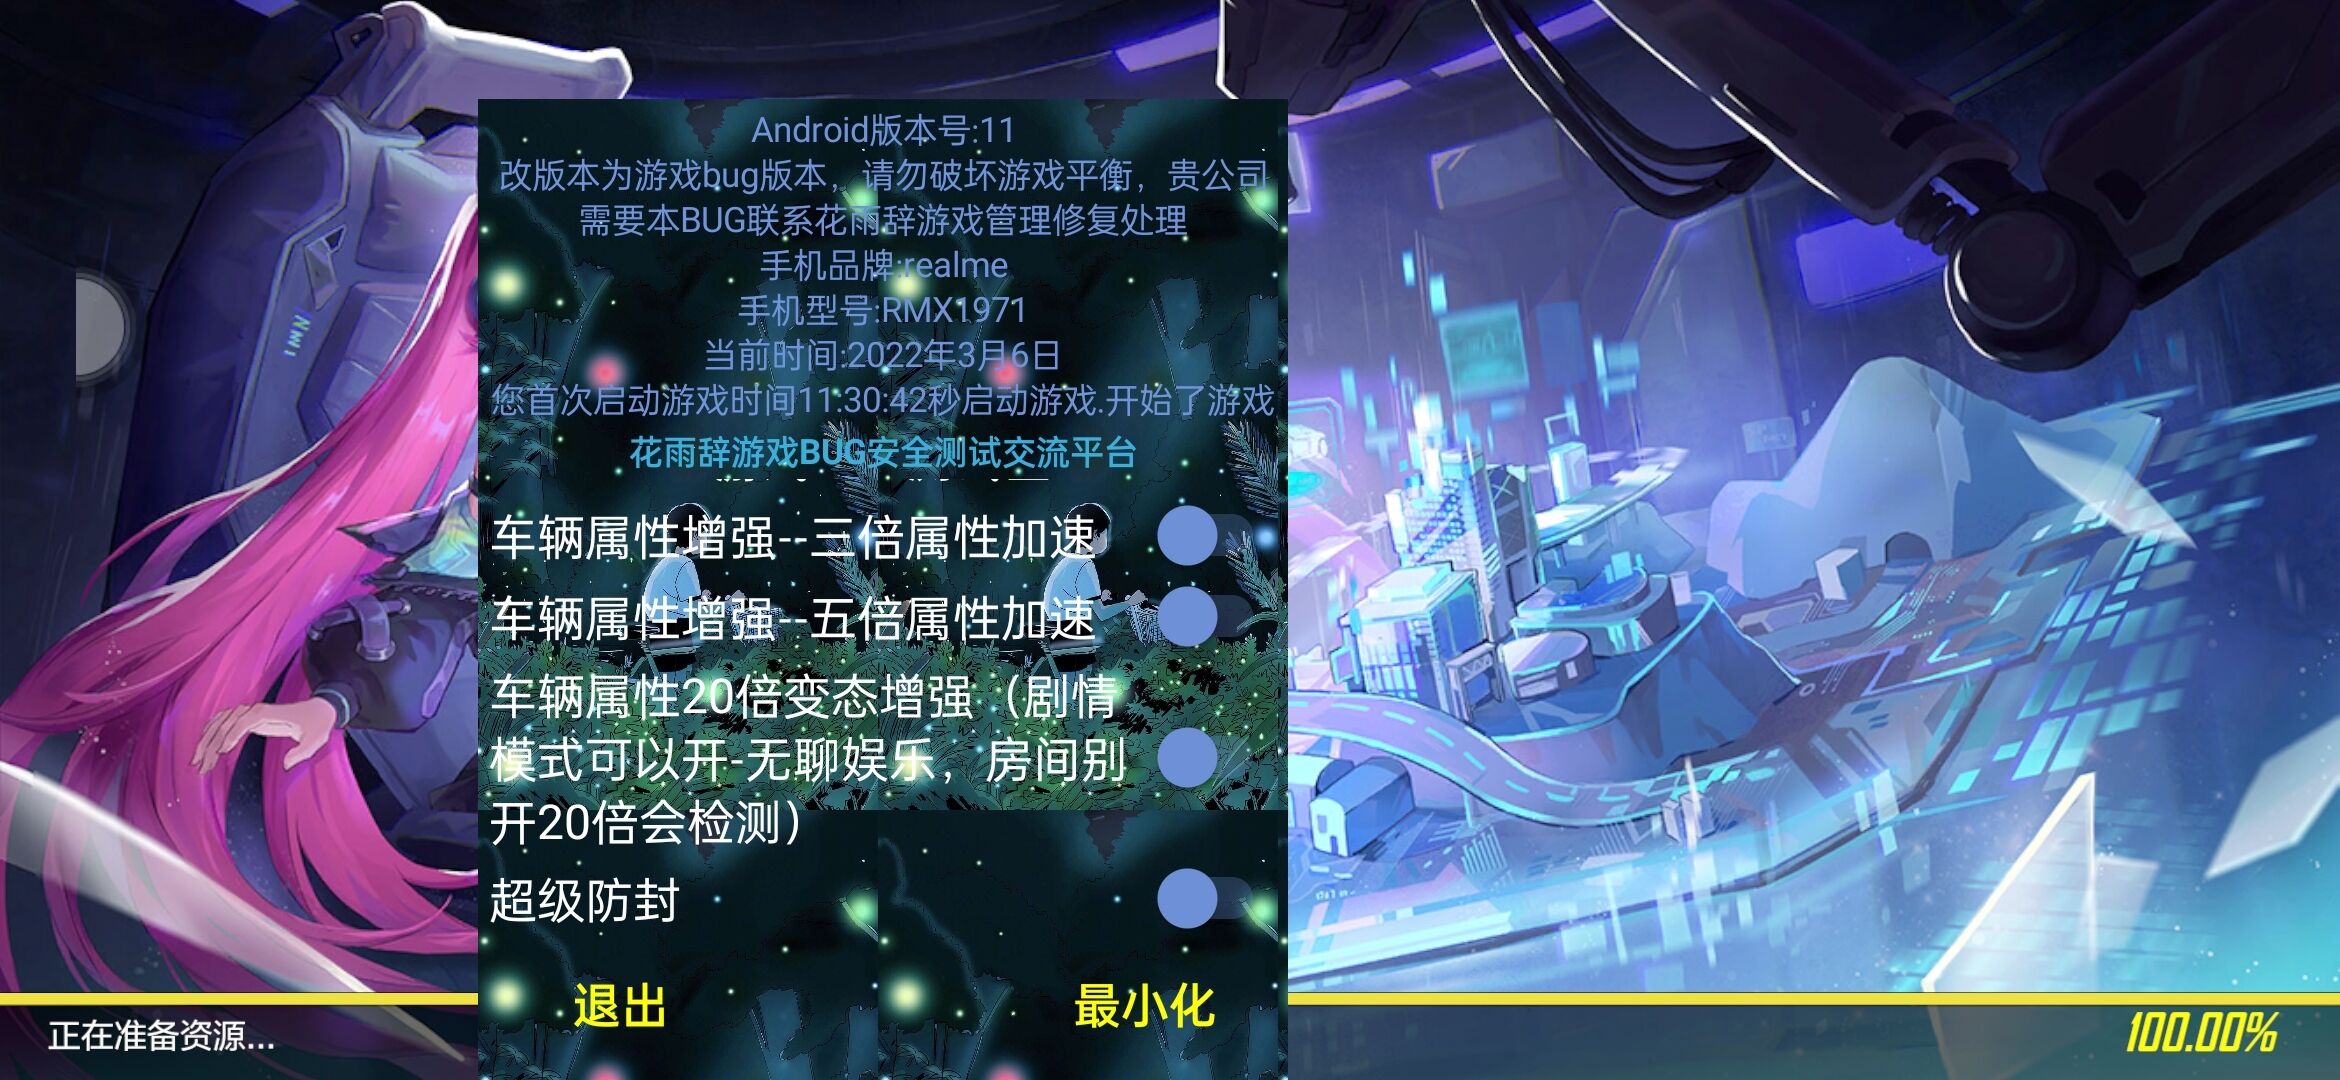 Android版本号:11
改版本为游戏bug版本，请勿破坏游戏平衡，贵公司
需要本BUG联系花雨辞游戏管理修复处理
手机品牌:realme
手机型号:RMX1971
当前时间:2022年3月6日
您首次启动游戏时间11:30:42秒启动游戏.开始了游戏
花雨辞游戏BUG安全测试交流平台
车辆属性增强--三倍属性加速
车辆属性增强--五倍属性加速
车辆属性20倍变态增强（剧情
模式可以开-无聊娱乐，房间别
开20倍会检测）
超级防封
退出
最小化
正在准备资源...
100.00%